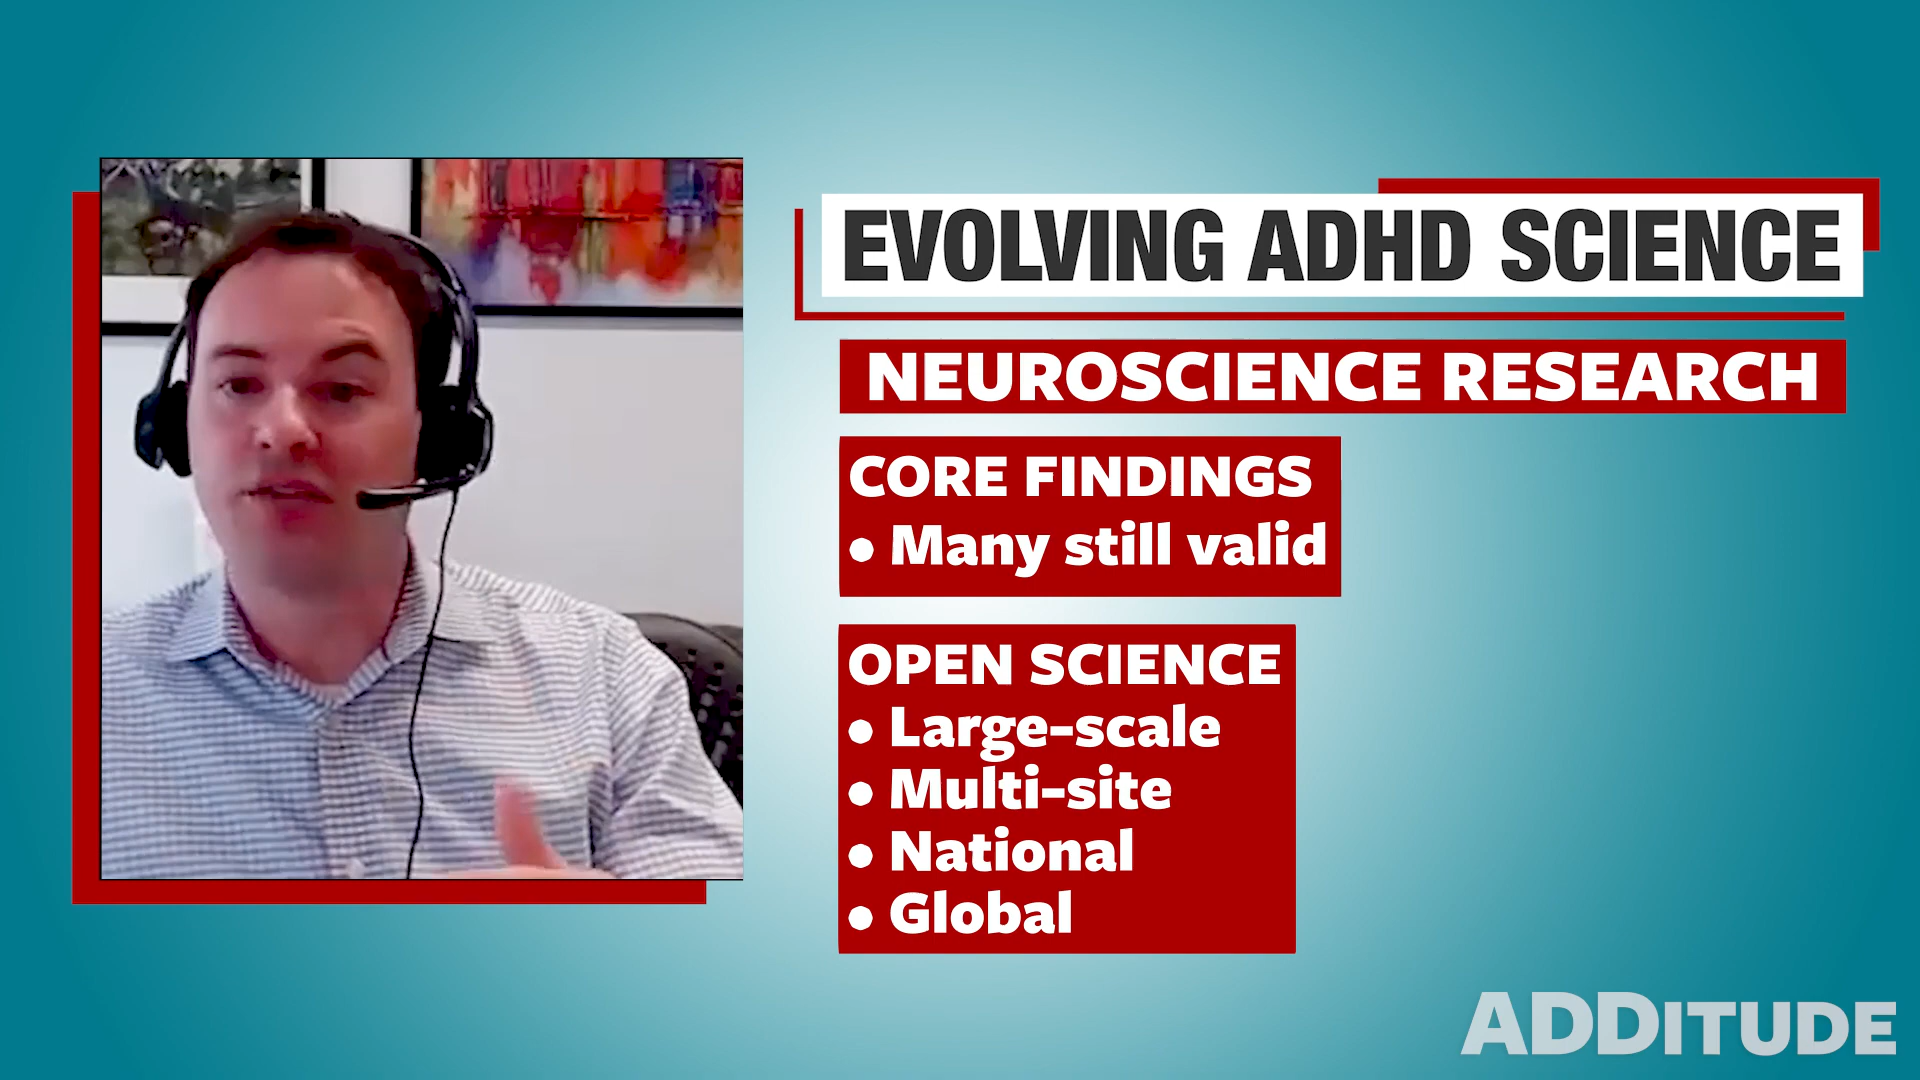 EVOLVING ADHD SCIENCE
NEUROSCIENCE RESEARCH
CORE FINDINGS
• Many still valid
OPEN SCIENCE
• Large-scale
• Multi-site
• National
• Global
ADDITUDE